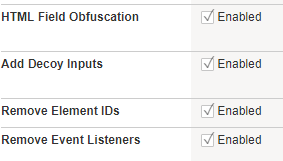 HTML Field Obfuscation Enabled
Add Decoy Inputs Enabled
Remove Element IDs Enabled
Remove Event Listeners Enabled